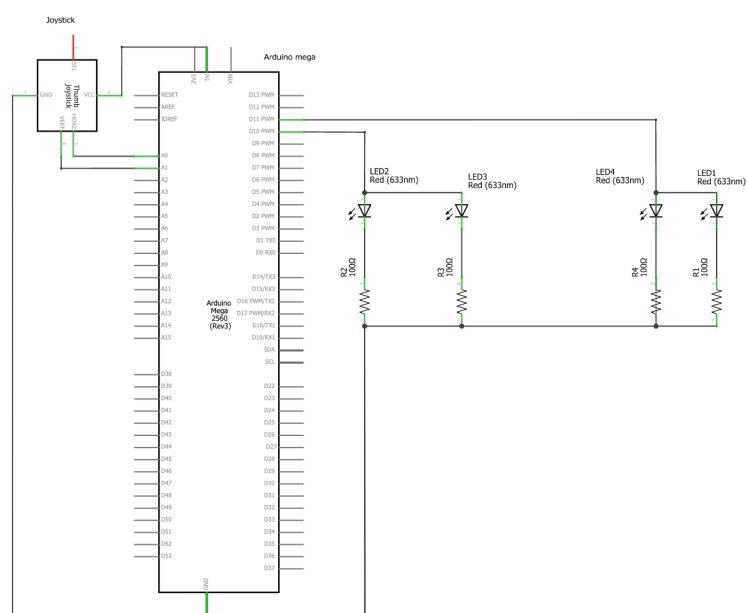 Joystick
SEL
GND
Thumb
Joystick
VCC
VERT
HORZ
Arduino mega
3V3
5V
VIN
RESET
AREF
IOREF
A0
A1
A2
A3
A4
A5
A6
A7
A8
A9
A10
A11
A12
A13
A14
A15
D38
D39
D40
D41
D42
D43
D44
D45
D46
D47
D48
D49
D50
D51
D52
D53
Arduino
Mega
2560
(Rev3)
D13 PWM
D12 PWM
D11 PWM
D10 PWM
D9 PWM
D8 PWM
D7 PWM
D6 PWM
D5 PWM
D4 PWM
D2 PWM
D3 PWM
D1 TX0
D0 RX0
D14/TX3
D15/RX3
D16 PWM/TX2
D17 PWM/RX2
D18/TX1
D19/RX1
SDA
SCL
D22
D23
D24
D25
D26
D27
D28
D29
D30
D31
D32
D33
D34
D35
D36
D37
GND
LED2
Red (633nm)
LED3
Red (633nm)
LED4
Red (633nm)
LED1
Red (633nm)
R2
100Ω
R3
100Ω
R4
100Ω
R1
100Ω